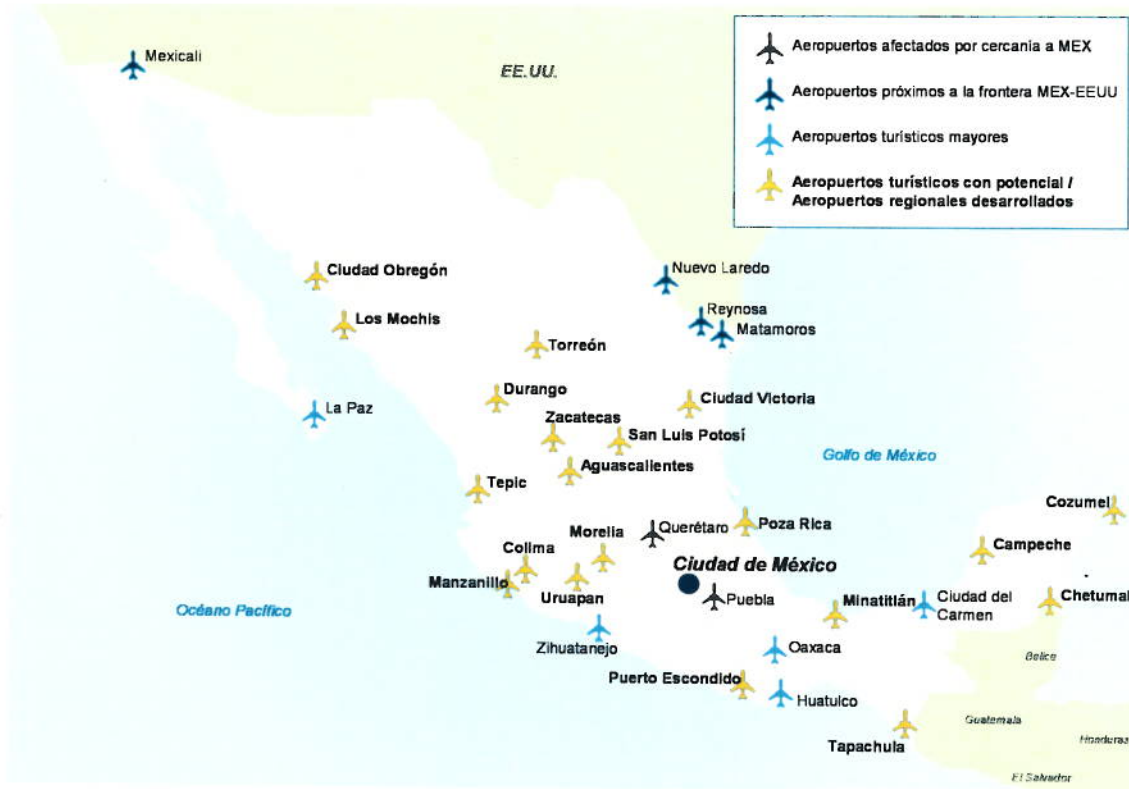 Mexicali
EE.UU.
Aeropuertos afectados por cercanía a MEX
Aeropuertos próximos a la frontera MEX-EEUU
Aeropuertos turísticos mayores
Aeropuertos turísticos con potencial /
Aeropuertos regionales desarrollados
Ciudad Obregón
Nuevo Laredo
Los Mochis
Reynosa
Matamoros
Torreón
Durango
Ciudad Victoria
La Paz
Zacatecas
San Luis Potosí
Golfo de México
Aguascalientes
Tepic
Cozumel
Querétaro
Poza Rica
Morelia
Colima
Campeche
Ciudad de México
Manzanillo
Uruapan
Puebla
Minatitlán
Ciudad del
Carmen
Chetumal
Océano Pacífico
Zihuatanejo
Oaxaca
Belice
Puerto Escondido
Huatulco
Guatemala
Tapachula
Honduras
El Salvador